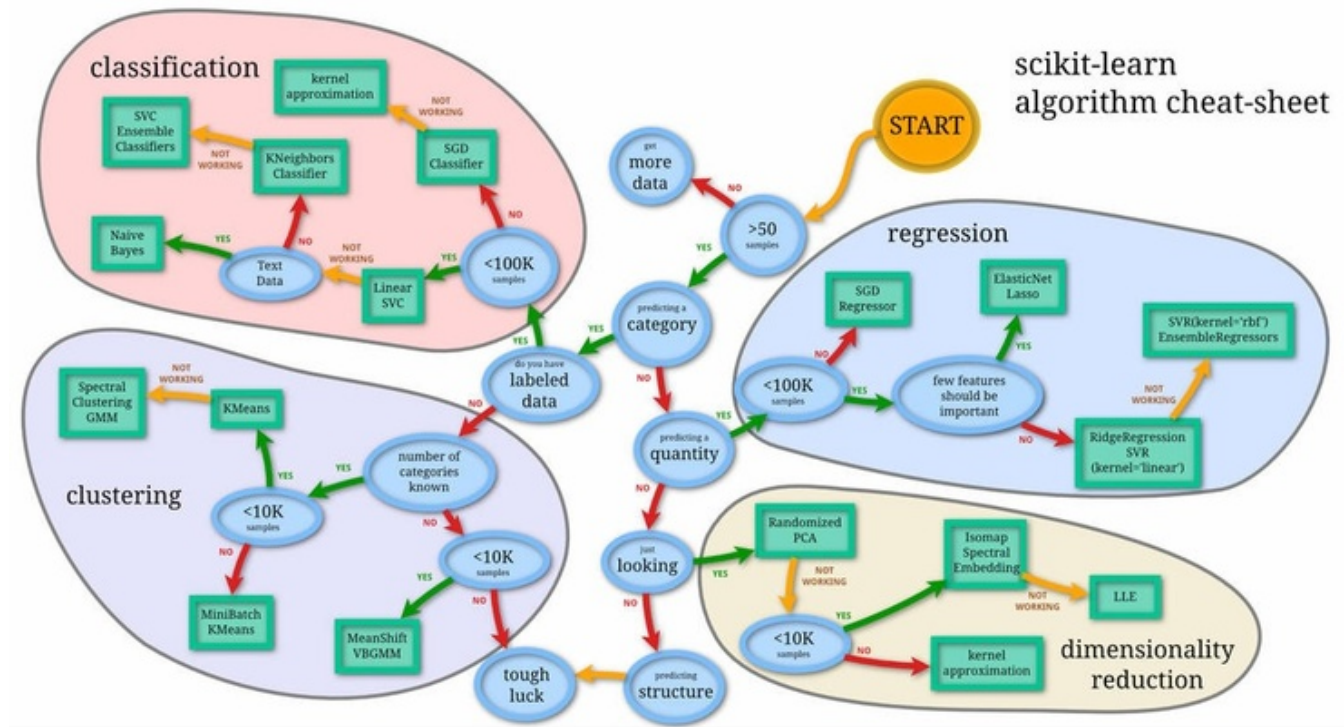 scikit-learn
algorithm cheat-sheet
START
get
more
data
NO
>50
samples
YES
classification
kernel
approximation
NOT
WORKING
SVC
Ensemble
Classifiers
NOT
WORKING
KNeighbors
Classifier
SGD
Classifier
NO
Naive
Bayes
YES
Text
Data
NO
NOT
WORKING
Linear
SVC
YES
<100K
samples
YES
predicting a
category
YES
do you have
labeled
data
NO
NO
regression
SGD
Regressor
ElasticNet
Lasso
SVR(kernel='rbf')
EnsembleRegressors
NO
YES
<100K
samples
YES
few features
should be
important
NOT
WORKING
NO
RidgeRegression
SVR
(kernel='linear')
predicting a
quantity
YES
NO
clustering
Spectral
Clustering
GMM
NOT
WORKING
KMeans
YES
number of
categories
known
YES
NO
<10K
samples
NO
MiniBatch
KMeans
<10K
samples
YES
NO
MeanShift
VBGMM
just
looking
YES
NO
tough
luck
predicting
structure
Randomized
PCA
NOT
WORKING
<10K
samples
YES
NO
Isomap
Spectral
Embedding
NOT
WORKING
LLE
kernel
approximation
dimensionality
reduction